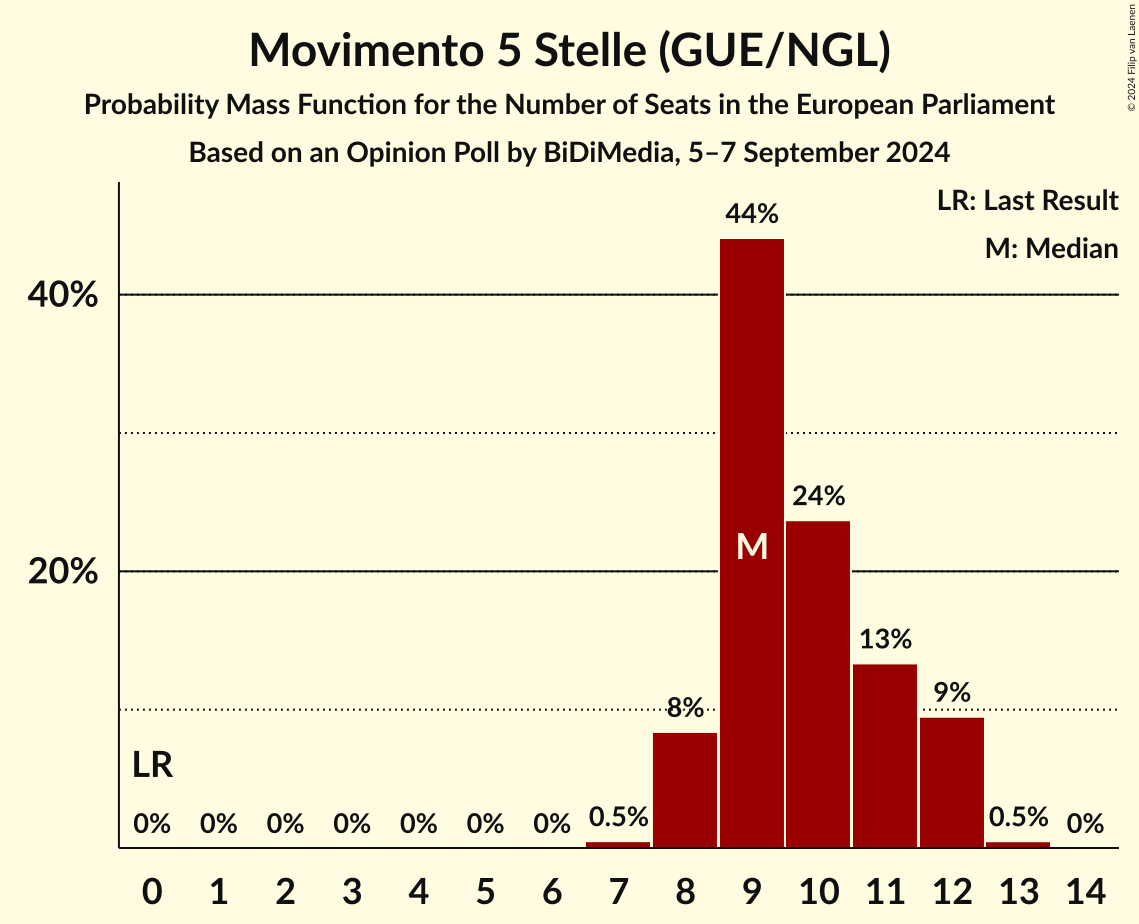 Movimento 5 Stelle (GUE/NGL)
Probability Mass Function for the Number of Seats in the European Parliament
Based on an Opinion Poll by BiDiMedia, 5–7 September 2024
© 2024 Filip van Laenen
LR: Last Result
M: Median
44%
40%
24%
M
20%
13%
9%
8%
LR
0% 0% 0% 0% 0% 0% 0% 0.5% 0.5% 0%
0 1 2 3 4 5 6 7 8 9 10 11 12 13 14